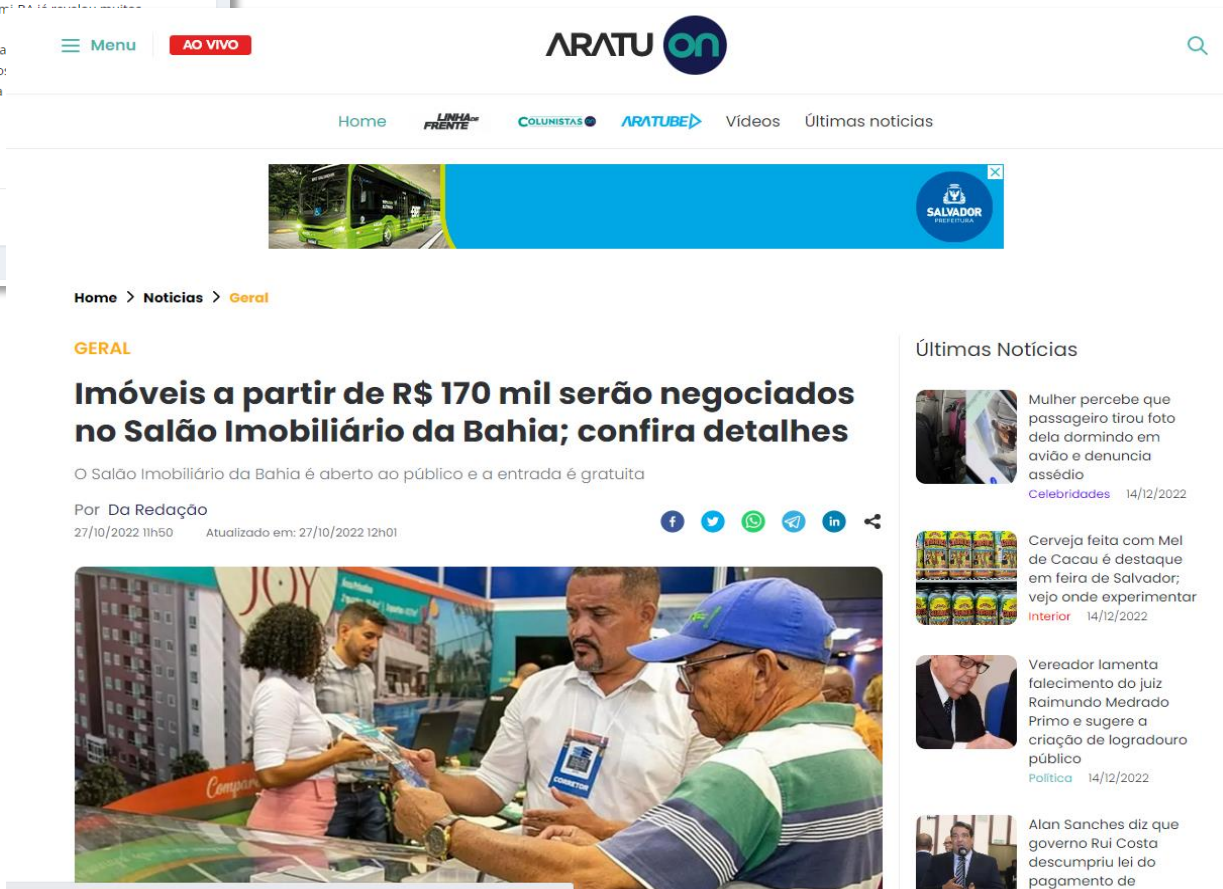 Menu
AO VIVO
ARATU On
Home
LINHA DE FRENTE
COLUNISTAS
ARATUBE
Vídeos
Últimas noticias
SALVADOR
PREFEITURA
Home > Noticias > Geral
GERAL
Imóveis a partir de R$ 170 mil serão negociados
no Salão Imobiliário da Bahia; confira detalhes
O Salão Imobiliário da Bahia é aberto ao público e a entrada é gratuita
Por Da Redação
27/10/2022 11h50 Atualizado em: 27/10/2022 12h01
JOY
Compar
CORRETOR
Últimas Notícias
Mulher percebe que
passageiro tirou foto
dela dormindo em
avião e denuncia
assédio
Celebridades 14/12/2022
Cerveja feita com Mel
de Cacau é destaque
em feira de Salvador;
vejo onde experimentar
Interior 14/12/2022
Vereador lamenta
falecimento do juiz
Raimundo Medrado
Primo e sugere a
criação de logradouro
público
Política 14/12/2022
Alan Sanches diz que
governo Rui Costa
descumpriu lei do
pagamento de